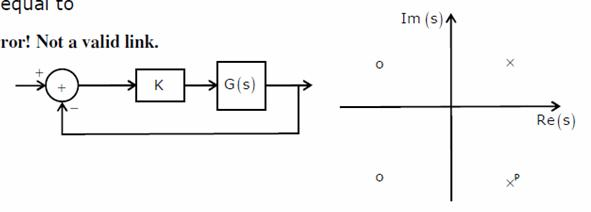 equal to
ror! Not a valid link.
Im (s)
+
+
−
K
G(s)
o
×
Re(s)
o
×P